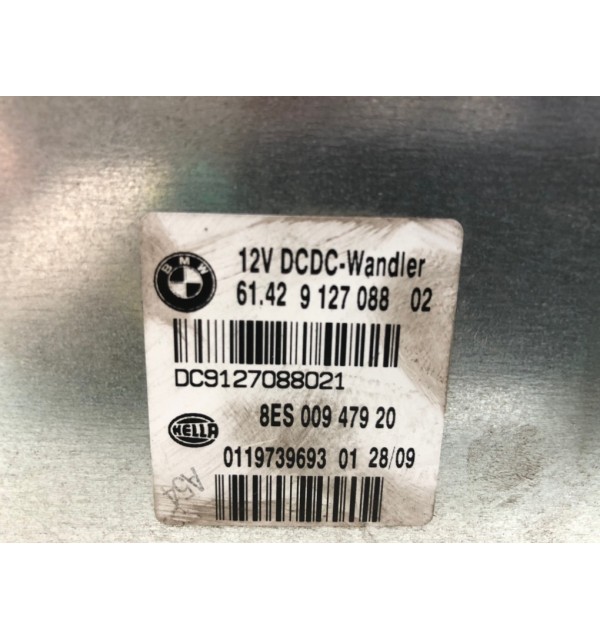 BMW
12V DCDC-Wandler
61.42 9 127 088 02
DC9127088021
8ES 009 479 20
HELLA
0119739693 01 28/09
A54